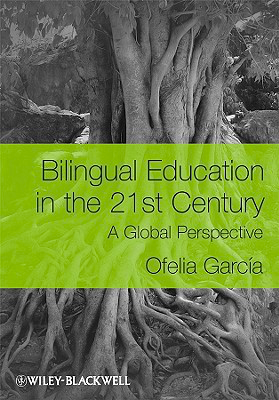 Bilingual Education
in the 21st Century
A Global Perspective
Ofelia García
WILEY-BLACKWELL